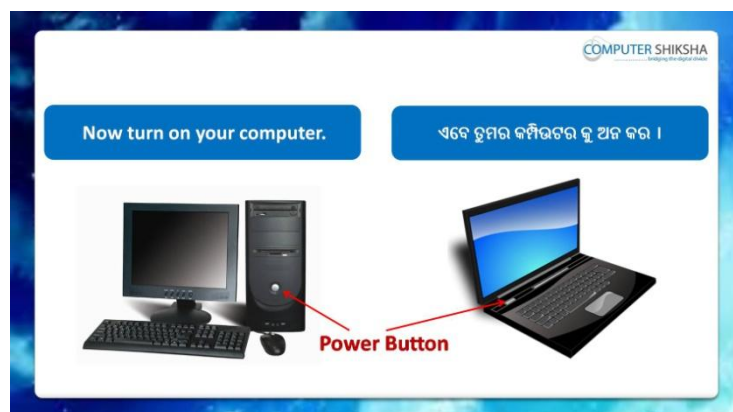 COMPUTER SHIKSHA
bridging the digital divide
Now turn on your computer.
ଏବେ ତୁମର କମ୍ପିଉଟର କୁ ଅନ କର ।
Power Button